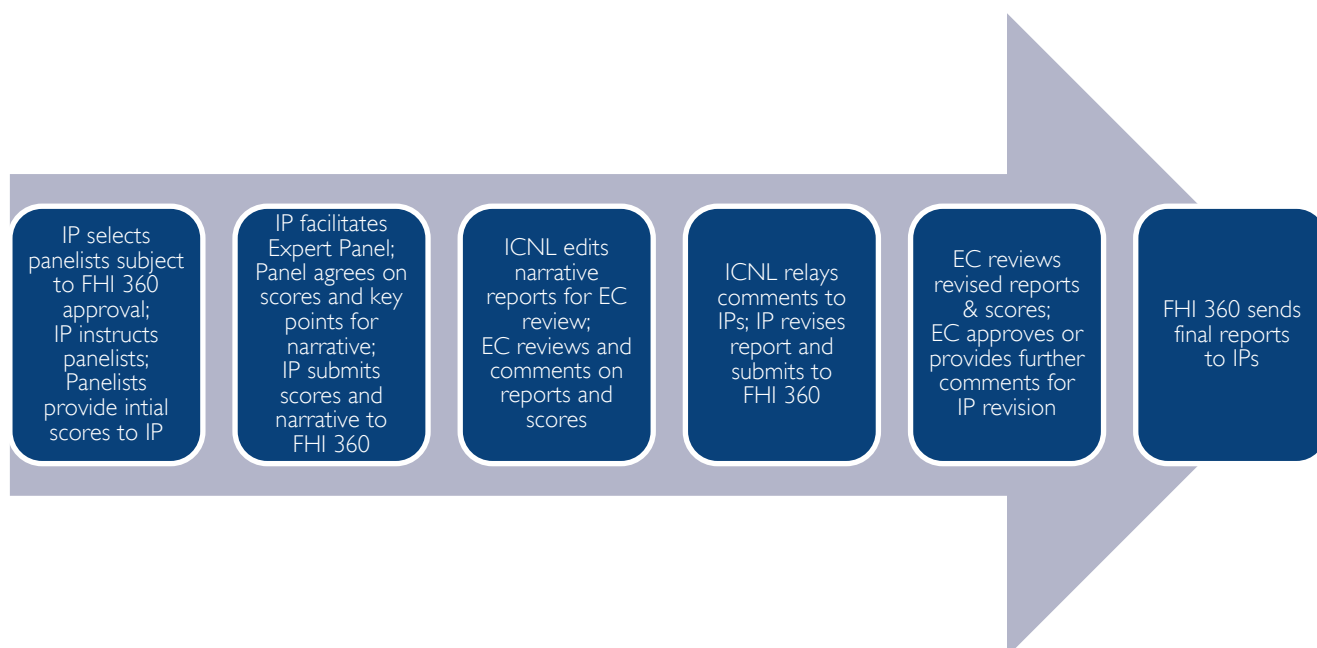 IP selects
panelists subject
to FHI 360
approval;
IP instructs
panelists;
Panelists
provide intial
scores to IP
IP facilitates
Expert Panel;
Panel agrees on
scores and key
points for
narrative;
IP submits
scores and
narrative to
FHI 360
ICNL edits
narrative
reports for EC
review;
EC reviews and
comments on
reports and
scores
ICNL relays
comments to
IPs; IP revises
report and
submits to
FHI 360
EC reviews
revised reports
& scores;
EC approves or
provides further
comments for
IP revision
FHI 360 sends
final reports
to IPs